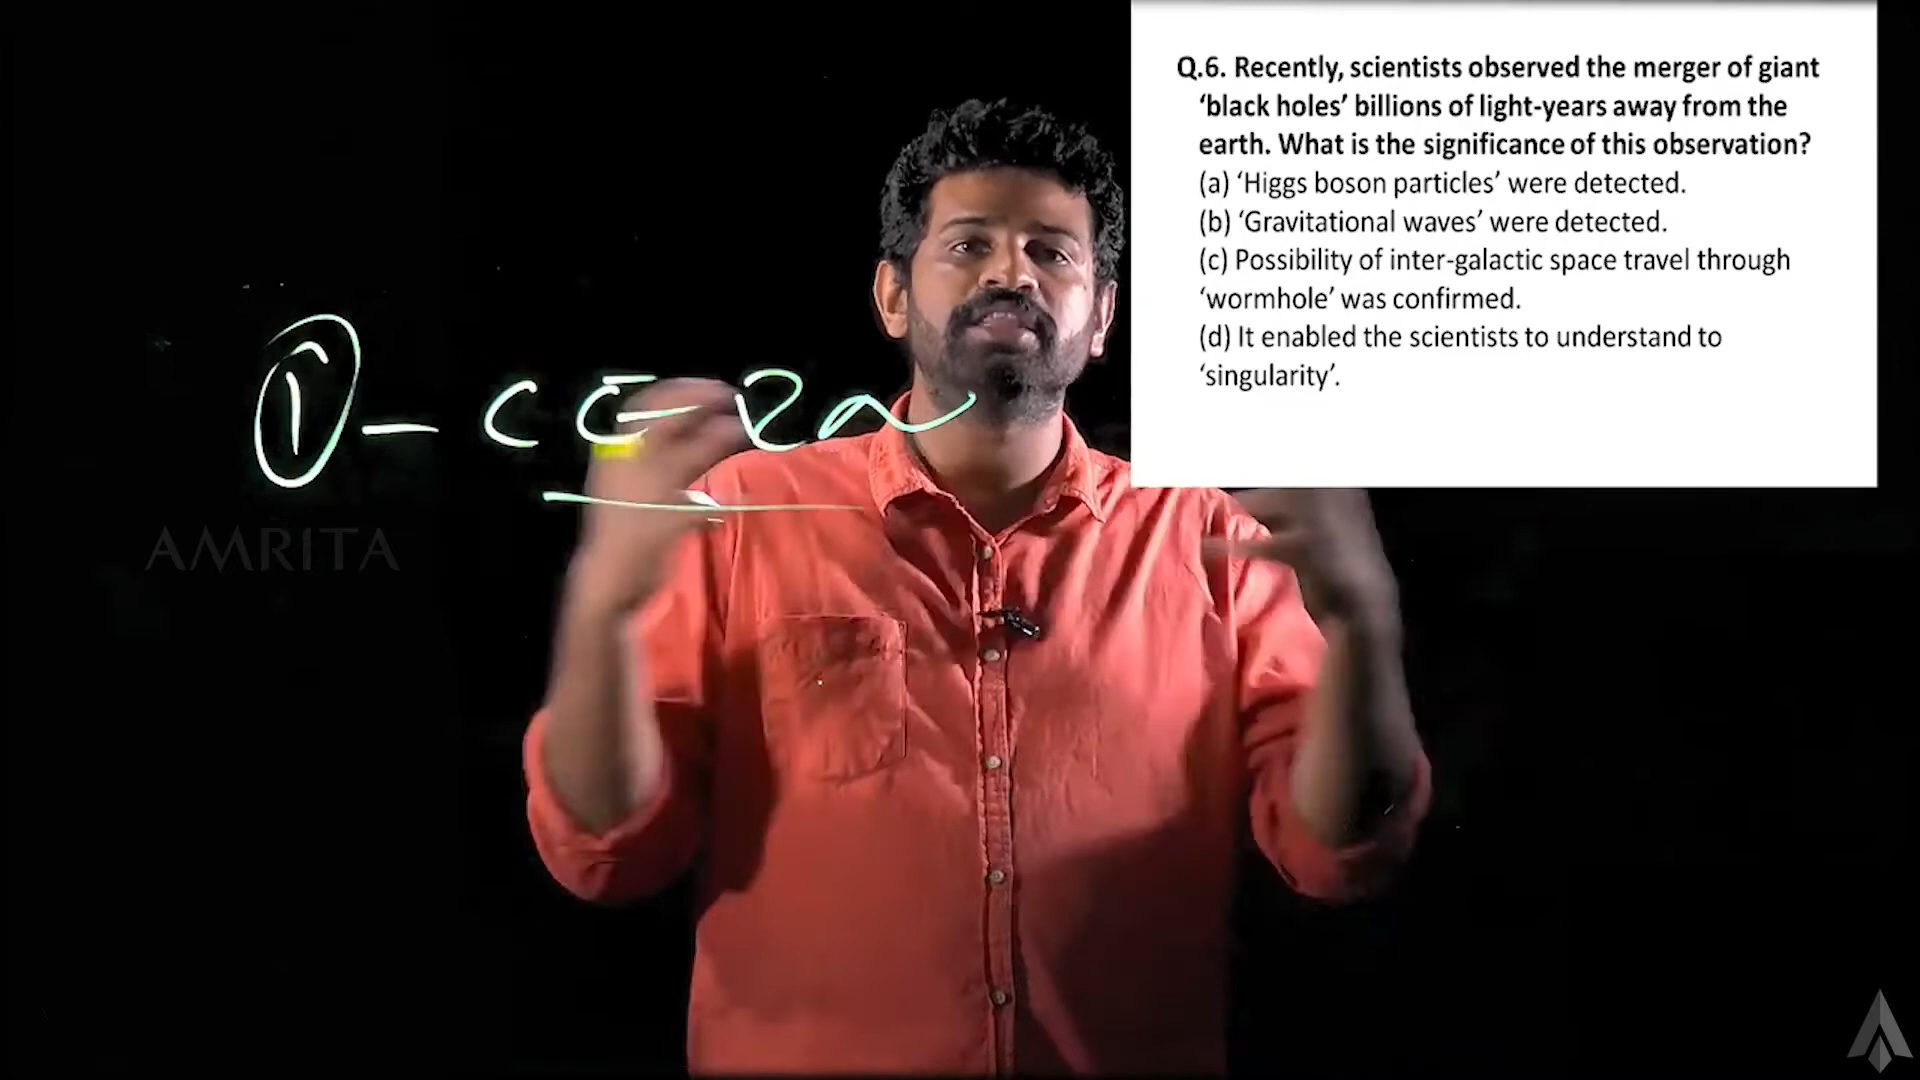 Q.6. Recently, scientists observed the merger of giant
‘black holes’ billions of light-years away from the
earth. What is the significance of this observation?
(a) ‘Higgs boson particles’ were detected.
(b) ‘Gravitational waves’ were detected.
(c) Possibility of inter-galactic space travel through
‘wormhole’ was confirmed.
(d) It enabled the scientists to understand to
‘singularity’.
① - CERN
AMRITA